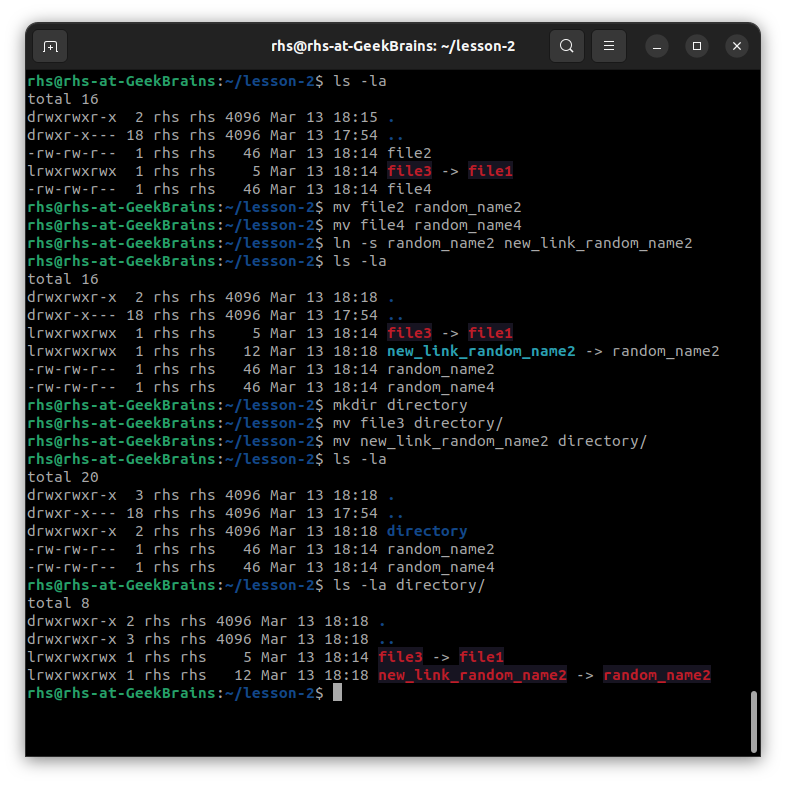 rhs@rhs-at-GeekBrains: ~/lesson-2
rhs@rhs-at-GeekBrains:~/lesson-2$ ls -la
total 16
drwxrwxr-x  2 rhs rhs 4096 Mar 13 18:15 .
drwxr-x--- 18 rhs rhs 4096 Mar 13 17:54 ..
-rw-rw-r--  1 rhs rhs   46 Mar 13 18:14 file2
lrwxrwxrwx  1 rhs rhs    5 Mar 13 18:14 file3 -> file1
-rw-rw-r--  1 rhs rhs   46 Mar 13 18:14 file4
rhs@rhs-at-GeekBrains:~/lesson-2$ mv file2 random_name2
rhs@rhs-at-GeekBrains:~/lesson-2$ mv file4 random_name4
rhs@rhs-at-GeekBrains:~/lesson-2$ ln -s random_name2 new_link_random_name2
rhs@rhs-at-GeekBrains:~/lesson-2$ ls -la
total 16
drwxrwxr-x  2 rhs rhs 4096 Mar 13 18:18 .
drwxr-x--- 18 rhs rhs 4096 Mar 13 17:54 ..
lrwxrwxrwx  1 rhs rhs    5 Mar 13 18:14 file3 -> file1
lrwxrwxrwx  1 rhs rhs   12 Mar 13 18:18 new_link_random_name2 -> random_name2
-rw-rw-r--  1 rhs rhs   46 Mar 13 18:14 random_name2
-rw-rw-r--  1 rhs rhs   46 Mar 13 18:14 random_name4
rhs@rhs-at-GeekBrains:~/lesson-2$ mkdir directory
rhs@rhs-at-GeekBrains:~/lesson-2$ mv file3 directory/
rhs@rhs-at-GeekBrains:~/lesson-2$ mv new_link_random_name2 directory/
rhs@rhs-at-GeekBrains:~/lesson-2$ ls -la
total 20
drwxrwxr-x  3 rhs rhs 4096 Mar 13 18:18 .
drwxr-x--- 18 rhs rhs 4096 Mar 13 17:54 ..
drwxrwxr-x  2 rhs rhs 4096 Mar 13 18:18 directory
-rw-rw-r--  1 rhs rhs   46 Mar 13 18:14 random_name2
-rw-rw-r--  1 rhs rhs   46 Mar 13 18:14 random_name4
rhs@rhs-at-GeekBrains:~/lesson-2$ ls -la directory/
total 8
drwxrwxr-x 2 rhs rhs 4096 Mar 13 18:18 .
drwxrwxr-x 3 rhs rhs 4096 Mar 13 18:18 ..
lrwxrwxrwx 1 rhs rhs    5 Mar 13 18:14 file3 -> file1
lrwxrwxrwx 1 rhs rhs   12 Mar 13 18:18 new_link_random_name2 -> random_name2
rhs@rhs-at-GeekBrains:~/lesson-2$